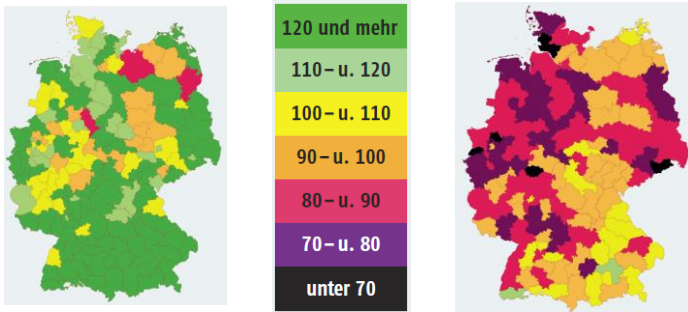 120 und mehr
110 – u. 120
100 – u. 110
90 – u. 100
80 – u. 90
70 – u. 80
unter 70